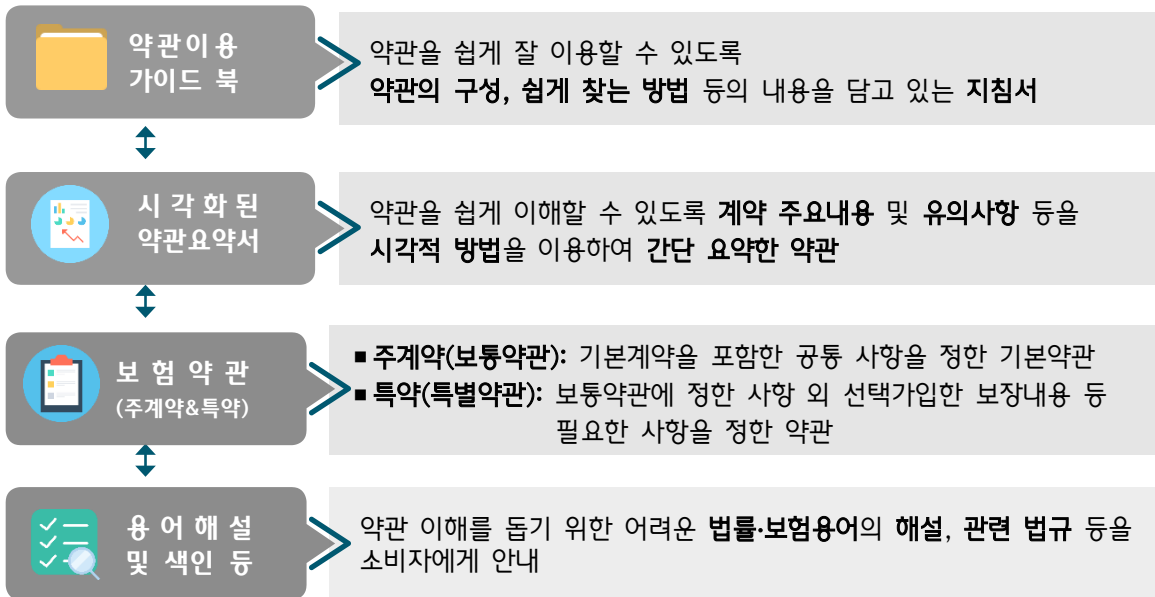 약관이용
가이드 북
약관을 쉽게 잘 이용할 수 있도록
약관의 구성, 쉽게 찾는 방법 등의 내용을 담고 있는 지침서
시각화된
약관요약서
약관을 쉽게 이해할 수 있도록 계약 주요내용 및 유의사항 등을
시각적 방법을 이용하여 간단 요약한 약관
보험약관
(주계약&특약)
▪ 주계약(보통약관): 기본계약을 포함한 공통 사항을 정한 기본약관
▪ 특약(특별약관): 보통약관에 정한 사항 외 선택가입한 보장내용 등
필요한 사항을 정한 약관
용어해설
및 색인 등
약관 이해를 돕기 위한 어려운 법률·보험용어의 해설, 관련 법규 등을
소비자에게 안내